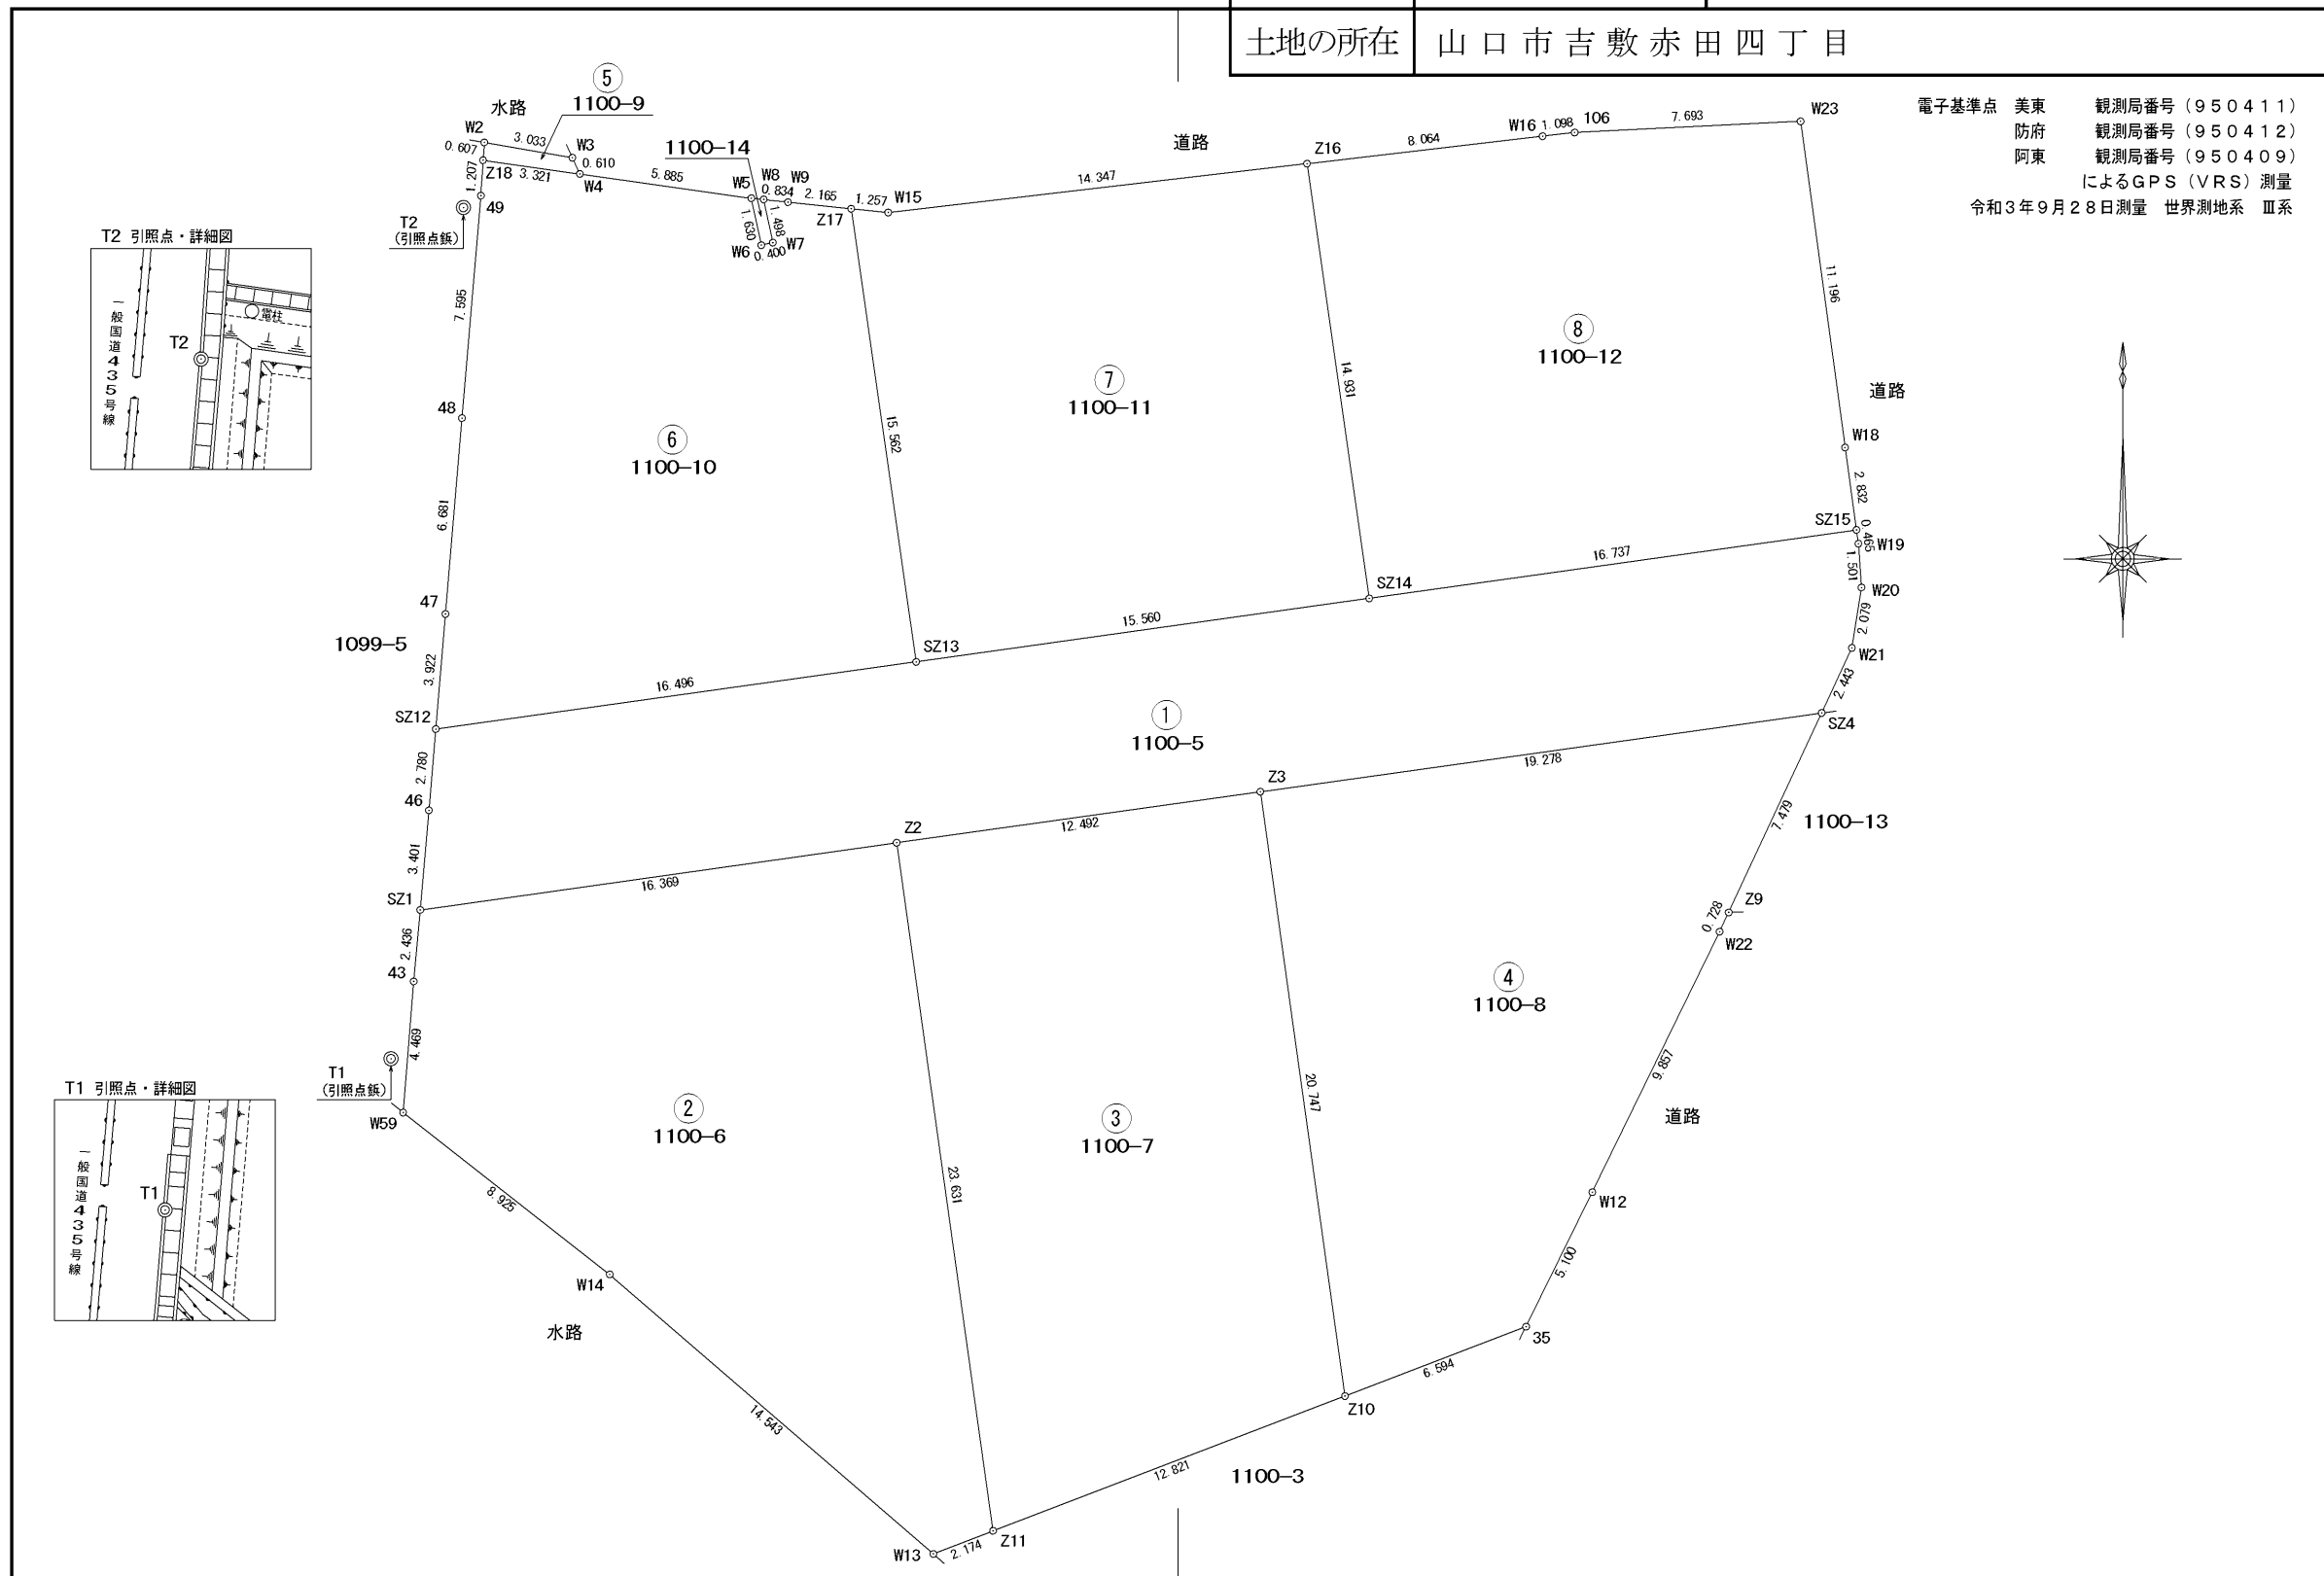 土地の所在 山口市吉敷赤田四丁目
電子基準点 美東 観測局番号（950411）
防府 観測局番号（950412）
阿東 観測局番号（950409）
によるGPS（VRS）測量
令和3年9月28日測量 世界測地系 Ⅲ系
⑤
1100-9
水路
W2
3.033
W3
0.607
Z18
3.321
0.610
W4
1.207
49
T2
(引照点鋲)
5.885
1100-14
W5
W8
W9
0.834
2.165
Z17
1.257
W15
1.630
1.498
W6
0.400
W7
道路
14.347
Z16
8.064
W16
1.098
106
7.693
W23
T2 引照点・詳細図
一般国道435号線
T2
電柱
7.595
48
6.681
47
1099-5
3.922
SZ12
⑥
1100-10
15.562
⑦
1100-11
14.931
⑧
1100-12
11.196
道路
W18
2.832
SZ15
0.465
W19
1.501
W20
2.079
W21
2.443
SZ4
16.496
SZ13
15.560
SZ14
16.737
①
1100-5
2.780
46
3.401
SZ1
16.369
Z2
12.492
Z3
19.278
7.479
1100-13
Z9
0.728
W22
2.436
43
4.469
T1
(引照点鋲)
W59
T1 引照点・詳細図
一般国道435号線
T1
②
1100-6
23.631
③
1100-7
20.747
④
1100-8
9.857
道路
W12
5.100
35
8.925
W14
水路
14.543
W13
2.174
Z11
12.821
1100-3
Z10
6.594